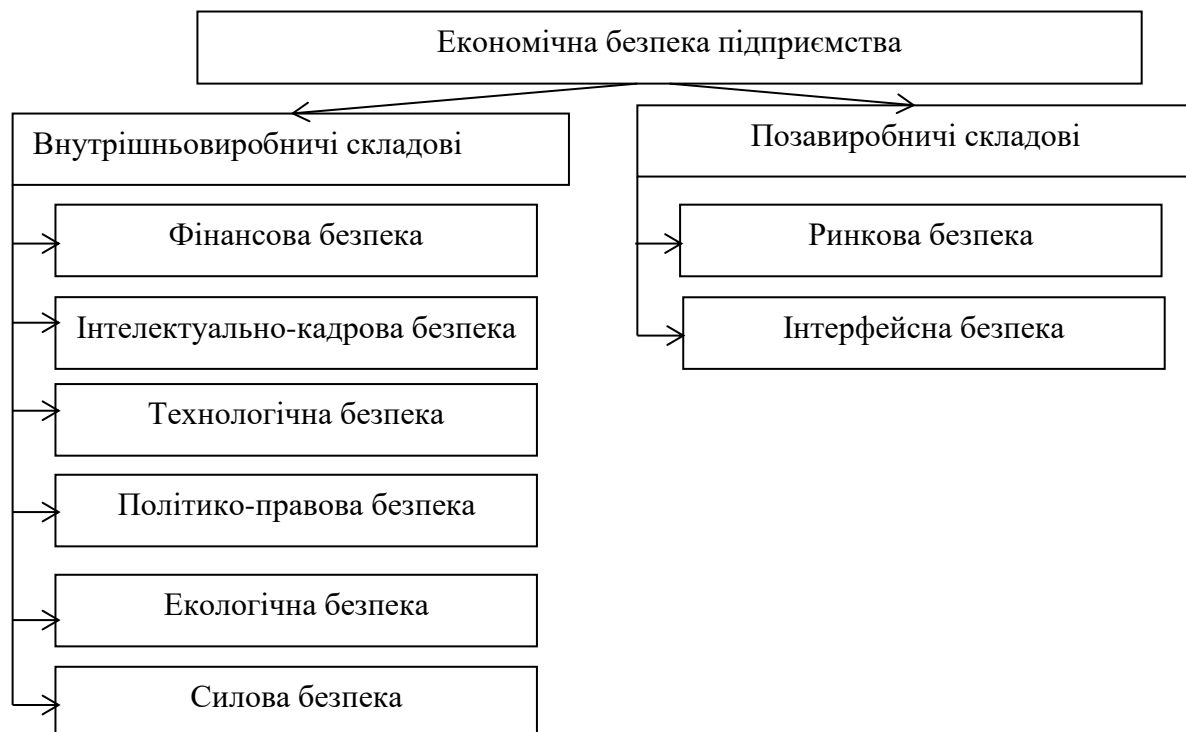 Економічна безпека підприємства
Внутрішньовиробничі складові
Фінансова безпека
Інтелектуально-кадрова безпека
Технологічна безпека
Політико-правова безпека
Екологічна безпека
Силова безпека
Позавиробничі складові
Ринкова безпека
Інтерфейсна безпека